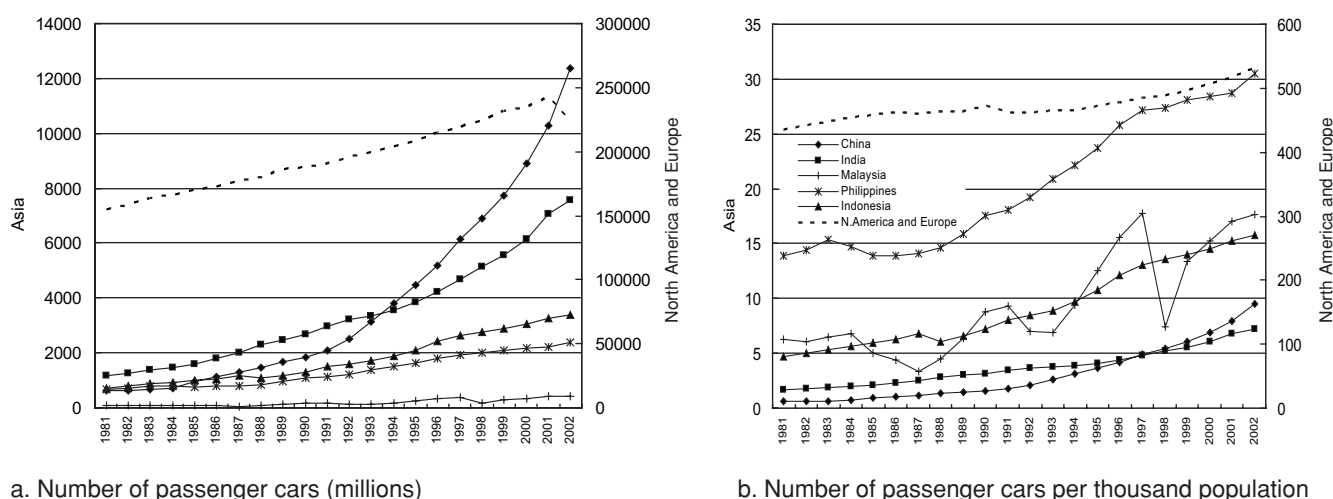 14000
12000
10000
8000
6000
4000
2000
0
Asia
300000
250000
200000
150000
100000
50000
0
North America and Europe
1981 1982 1983 1984 1985 1986 1987 1988 1989 1990 1991 1992 1993 1994 1995 1996 1997 1998 1999 2000 2001 2002
a. Number of passenger cars (millions)
35
30
25
20
15
10
5
0
Asia
China
India
Malaysia
Philippines
Indonesia
N.America and Europe
600
500
400
300
200
100
0
North America and Europe
1981 1982 1983 1984 1985 1986 1987 1988 1989 1990 1991 1992 1993 1994 1995 1996 1997 1998 1999 2000 2001 2002
b. Number of passenger cars per thousand population